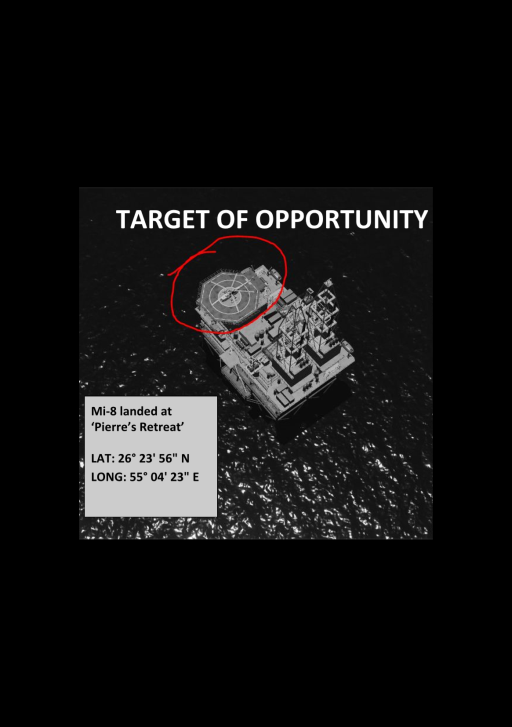 TARGET OF OPPORTUNITY
Mi-8 landed at
‘Pierre’s Retreat’
LAT: 26° 23' 56" N
LONG: 55° 04' 23" E